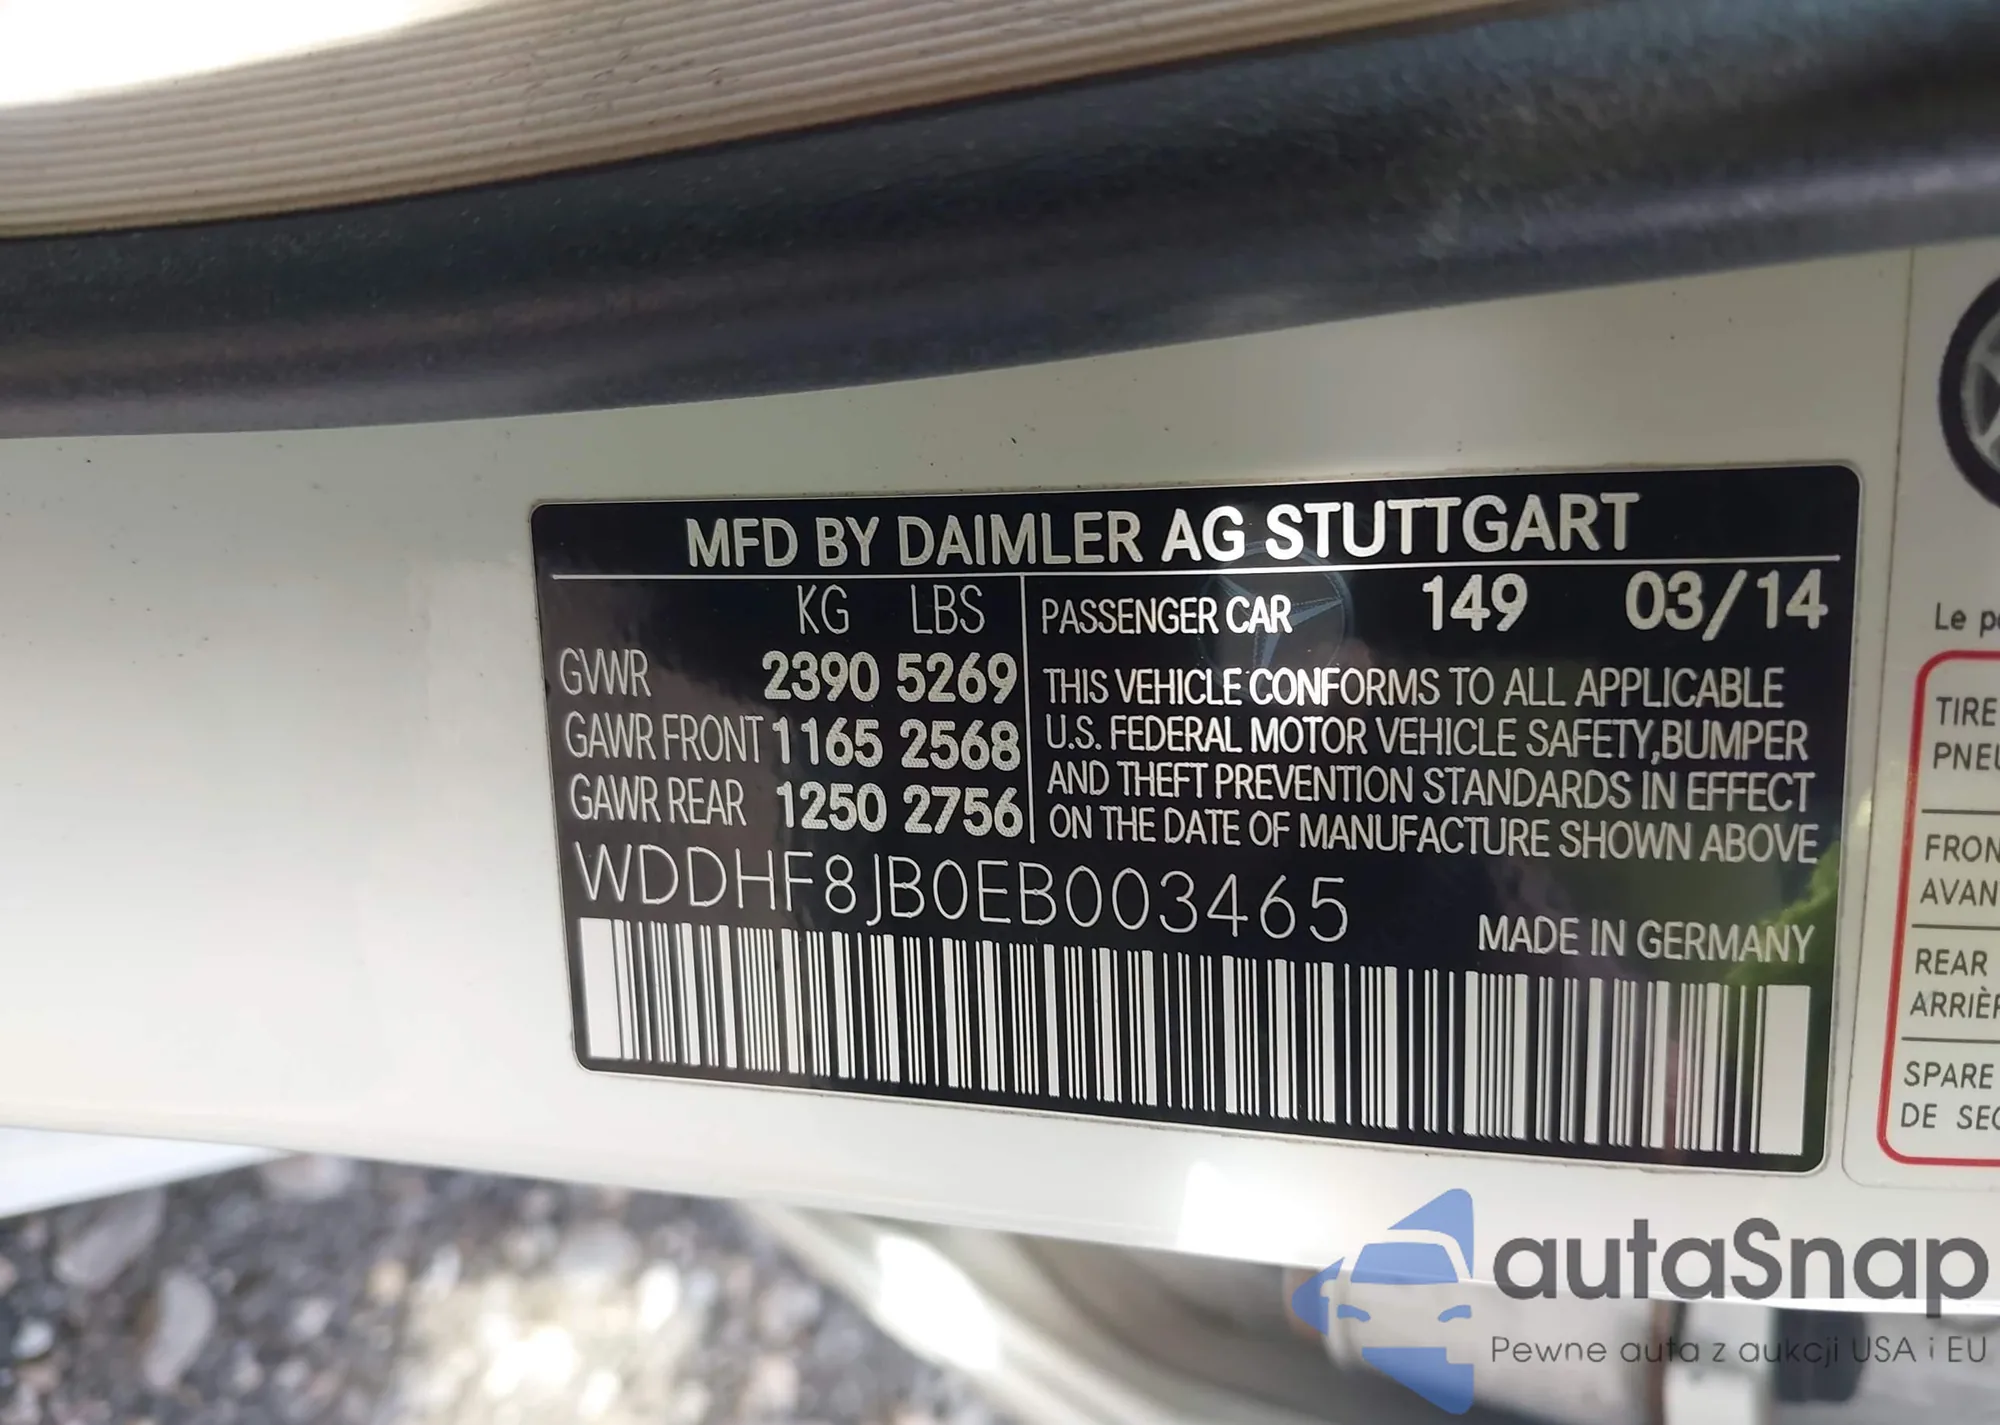 MFD BY DAIMLER AG STUTTGART
KG LBS
GVWR 2390 5269
GAWR FRONT 1165 2568
GAWR REAR 1250 2756
PASSENGER CAR 149 03/14
THIS VEHICLE CONFORMS TO ALL APPLICABLE
U.S. FEDERAL MOTOR VEHICLE SAFETY,BUMPER
AND THEFT PREVENTION STANDARDS IN EFFECT
ON THE DATE OF MANUFACTURE SHOWN ABOVE
WDDHF8JB0EB003465
MADE IN GERMANY
Le
TIRE
FRON
AVAN
REAR
SPARE
DE
autaSnap
Pewne auta z aukcji USA i EU